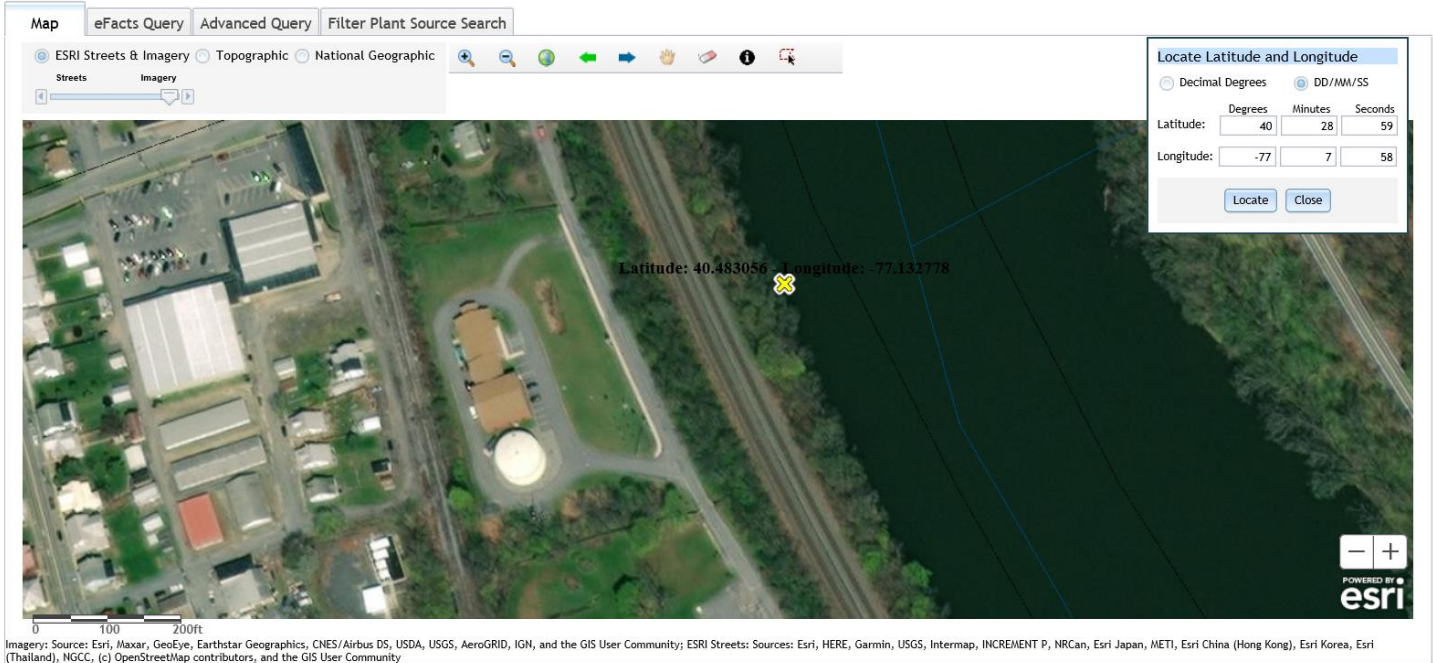 Map eFacts Query Advanced Query Filter Plant Source Search
ESRI Streets & Imagery Topographic National Geographic
Streets Imagery
Locate Latitude and Longitude
Decimal Degrees DD/MM/SS
Degrees Minutes Seconds
Latitude: 40 28 59
Longitude: -77 7 58
Locate Close
Latitude: 40.483056 - Longitude: -77.132778
POWERED BY
esri
0 100 200ft
Imagery: Source: Esri, Maxar, GeoEye, Earthstar Geographics, CNES/Airbus DS, USDA, USGS, AeroGRID, IGN, and the GIS User Community; ESRI Streets: Sources: Esri, HERE, Garmin, USGS, Intermap, INCREMENT P, NRCan, Esri Japan, METI, Esri China (Hong Kong), Esri Korea, Esri
(Thailand), NGCC, (c) OpenStreetMap contributors, and the GIS User Community